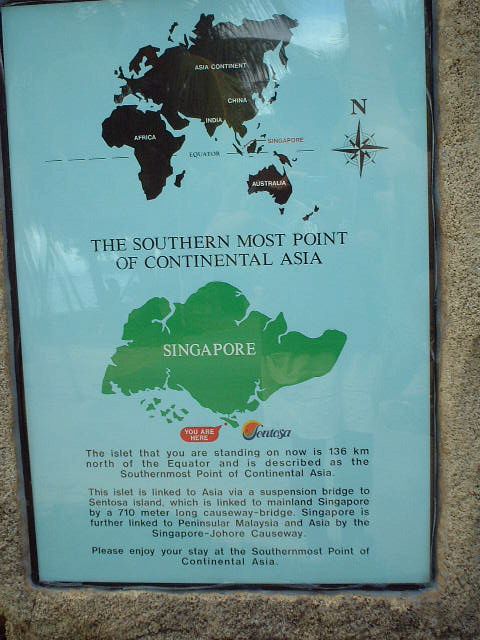 ASIA CONTINENT
CHINA
INDIA
AFRICA
N
SINGAPORE
EQUATOR
AUSTRALIA
THE SOUTHERN MOST POINT
OF CONTINENTAL ASIA
SINGAPORE
YOU ARE
HERE
Sentosa
The islet that you are standing on now is 136 km
north of the Equator and is described as the
Southernmost Point of Continental Asia.
This islet is linked to Asia via a suspension bridge to
Sentosa island, which is linked to mainland Singapore
by a 710 meter long causeway-bridge. Singapore is
further linked to Peninsular Malaysia and Asia by the
Singapore-Johore Causeway.
Please enjoy your stay at the Southernmost Point of
Continental Asia.